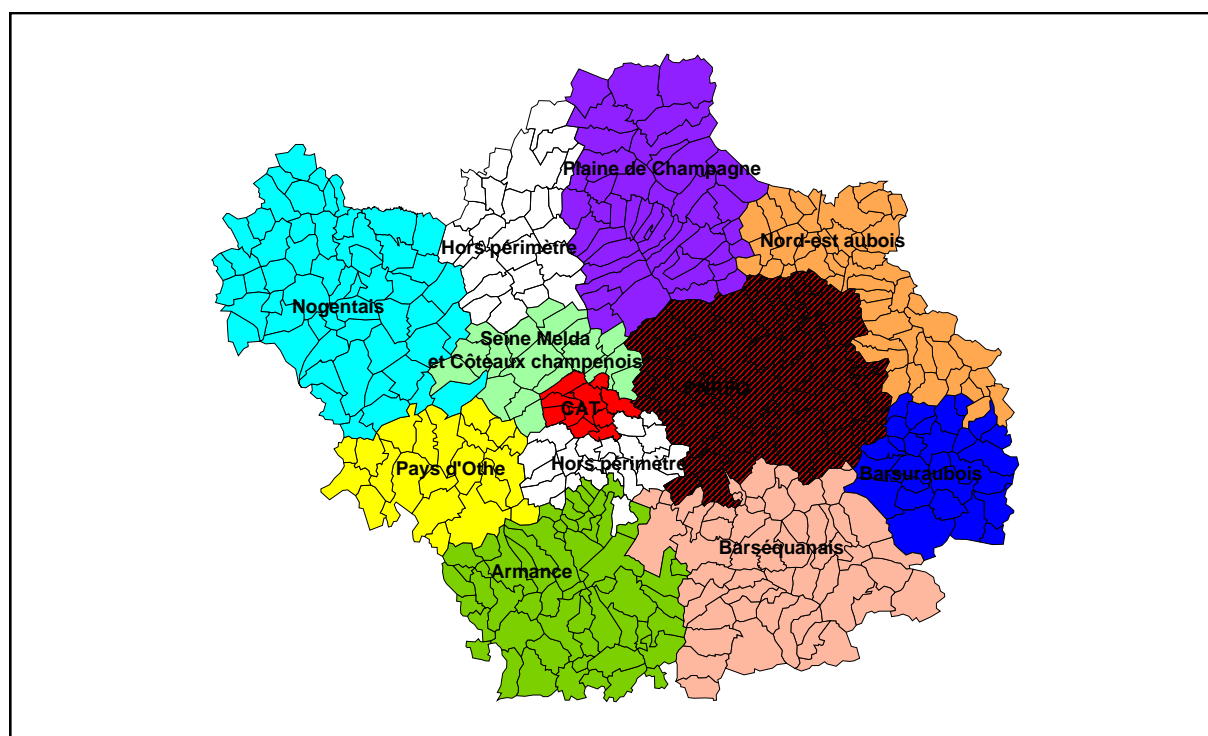 Plaine de Champagne
Nord-est aubois
Hors périmètre
Nogentais
Seine Melda
et Côteaux champenois
CAT
Pays d'Othe
Hors périmètre
Barsuraubois
Barséquanais
Armance